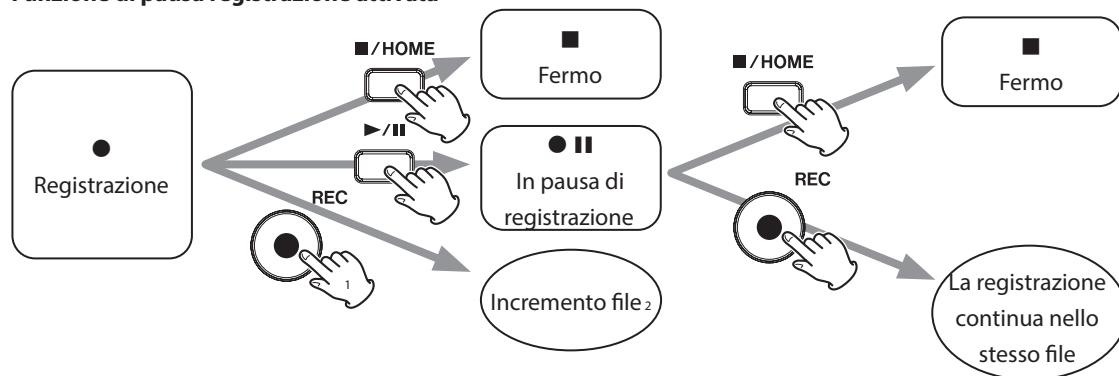 Funzione di pausa registrazione attivata
■/HOME
■
Fermo
■/HOME
■
Fermo
●
Registrazione
►/II
● II
In pausa di
registrazione
REC
1
Incremento file 2
REC
La registrazione
continua nello
stesso file